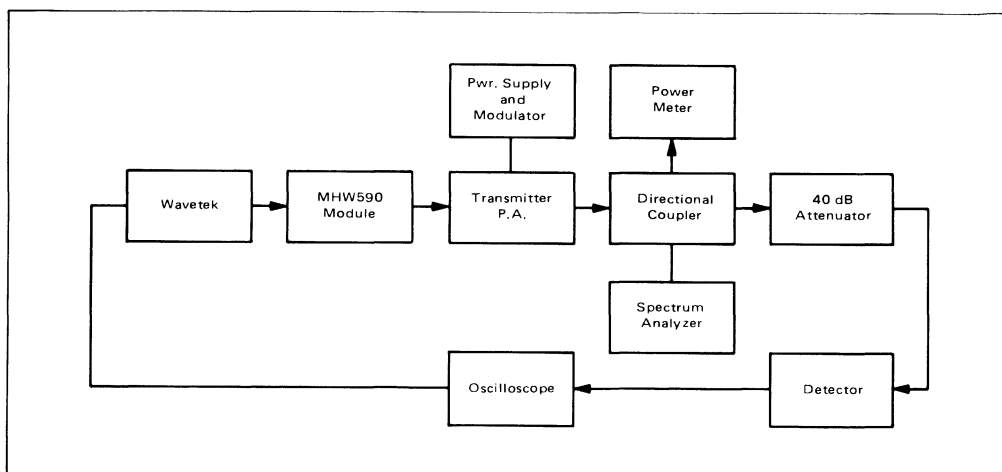 Pwr. Supply
and
Modulator
Power
Meter
Wavetek
MHW590
Module
Transmitter
P.A.
Directional
Coupler
40 dB
Attenuator
Spectrum
Analyzer
Oscilloscope
Detector